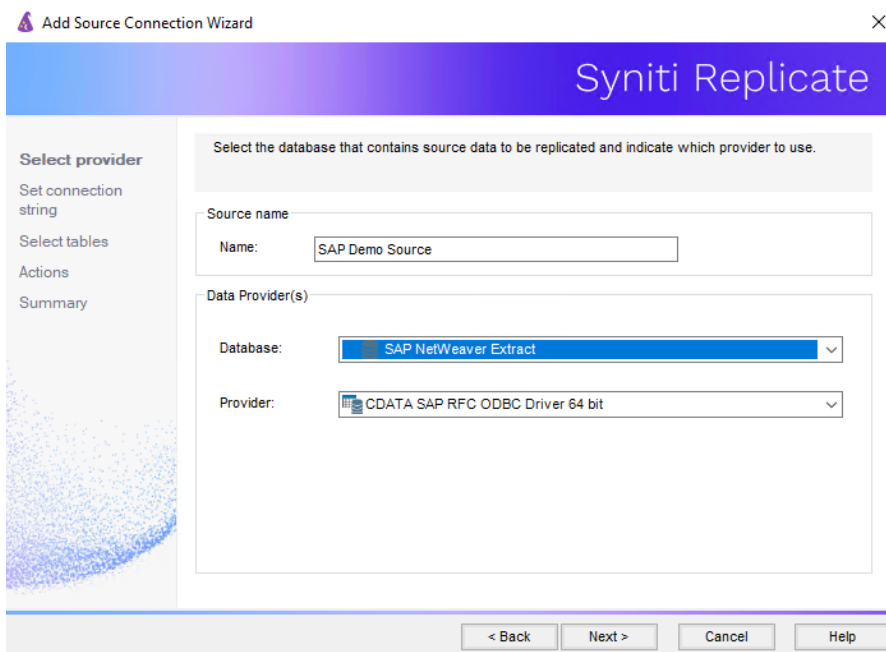 Add Source Connection Wizard
Syniti Replicate
Select provider
Set connection
string
Select tables
Actions
Summary
Select the database that contains source data to be replicated and indicate which provider to use.
Source name
Name: SAP Demo Source
Data Provider(s)
Database: SAP NetWeaver Extract
Provider: CDATA SAP RFC ODBC Driver 64 bit
< Back Next > Cancel Help